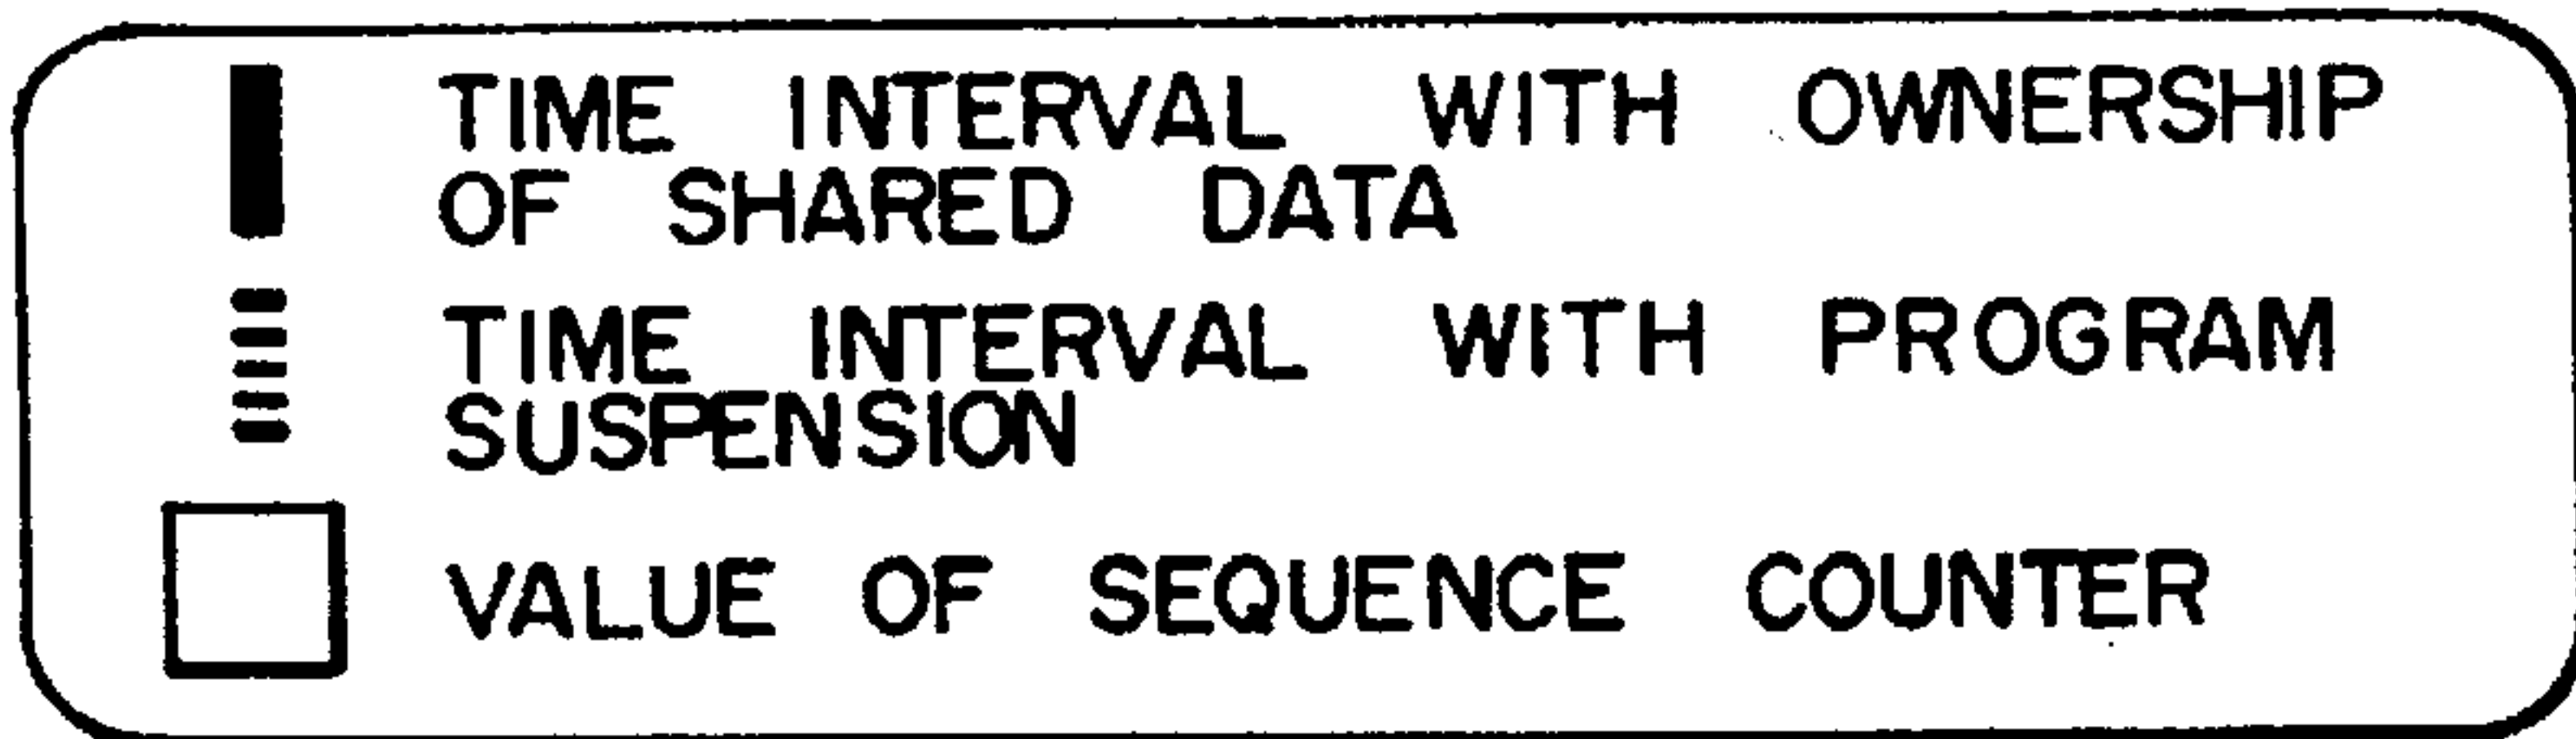 TIME INTERVAL WITH OWNERSHIP
OF SHARED DATA
TIME INTERVAL WITH PROGRAM
SUSPENSION
VALUE OF SEQUENCE COUNTER